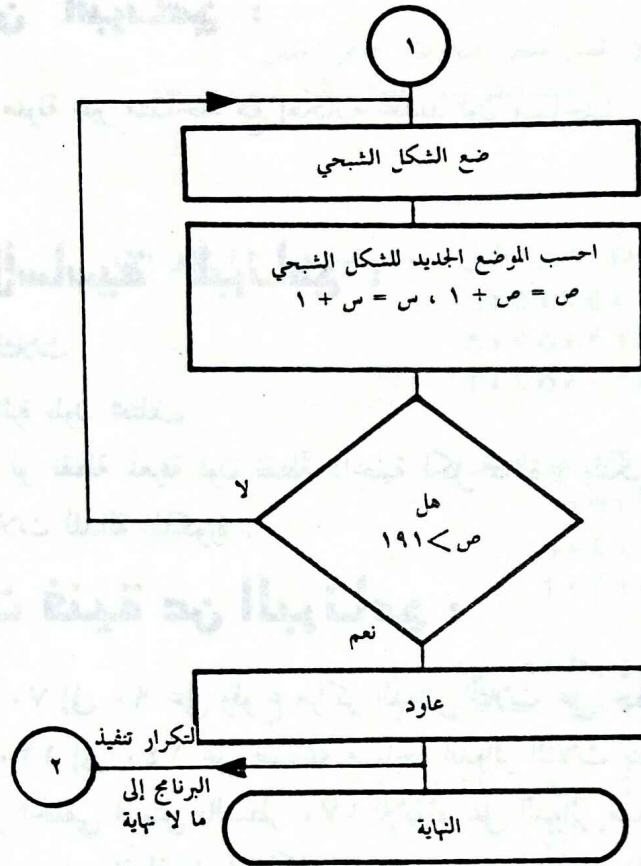 ١
ضع الشكل الشبحي
احسب الموضع الجديد للشكل الشبحي
ص = ص + ١ ، س = س + ١
لا
هل
ص > ١٩١
نعم
عاود
لتكرار تنفيذ
البرنامج إلى
ما لا نهاية
٢
النهاية